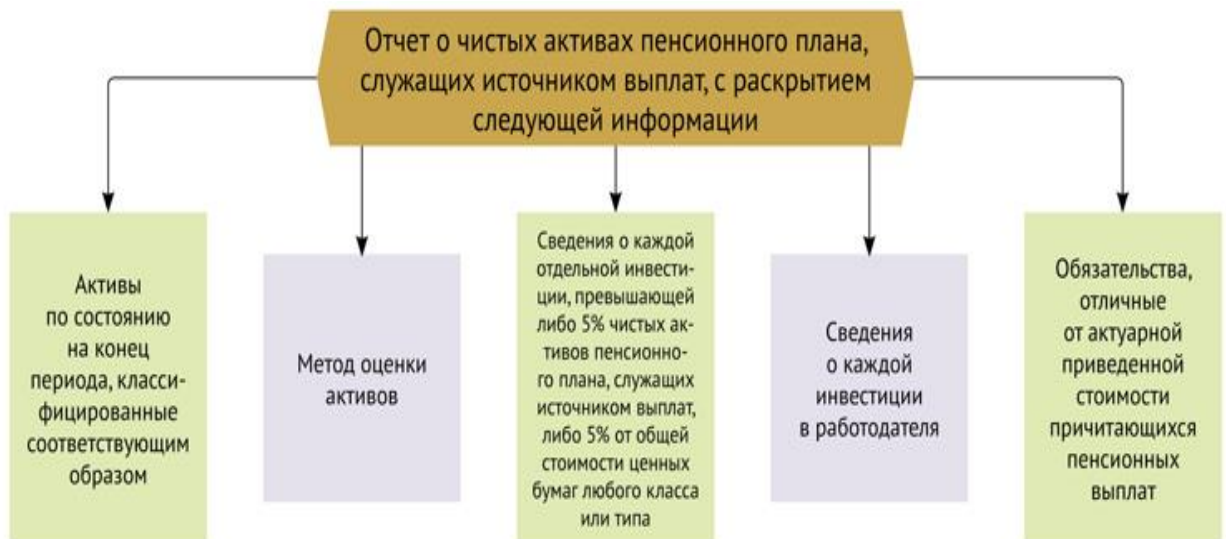 Отчет о чистых активах пенсионного плана,
служащих источником выплат, с раскрытием
следующей информации
Активы
по состоянию
на конец
периода, класси-
фицированные
соответствующим
образом
Метод оценки
активов
Сведения о каждой
отдельной инвести-
ции, превышающей
либо 5% чистых ак-
тивов пенсионно-
го плана, служащих
источником выплат,
либо 5% от общей
стоимости ценных
бумаг любого класса
или типа
Сведения
о каждой
инвестиции
в работодателя
Обязательства,
отличные
от актуарной
приведенной
стоимости
причитающихся
пенсионных
выплат